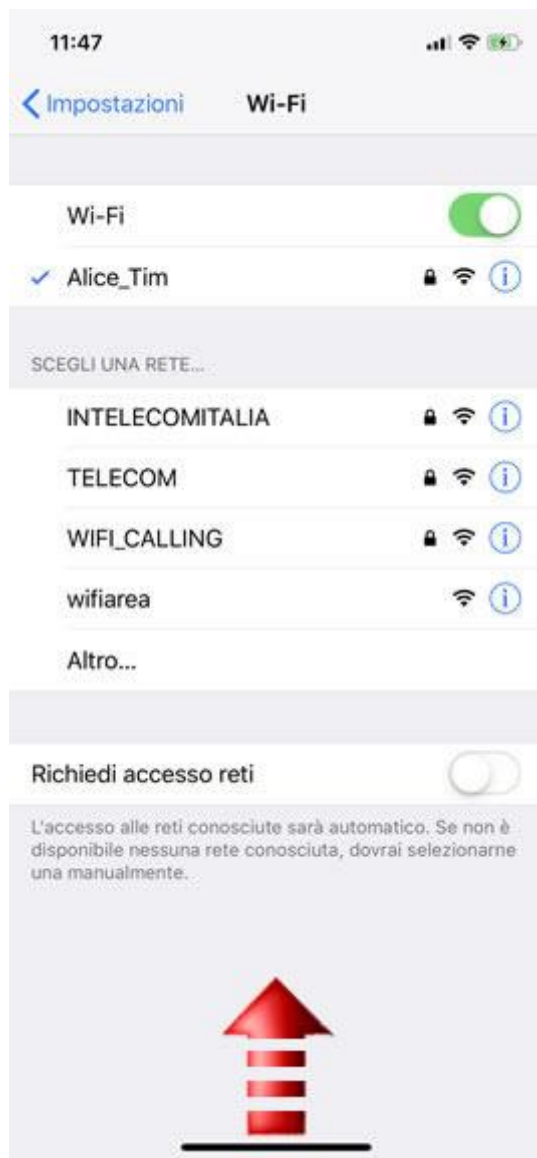 11:47
Impostazioni Wi-Fi
Wi-Fi
Alice_Tim
SCEGLI UNA RETE...
INTELECOMITALIA
TELECOM
WIFI_CALLING
wifiarea
Altro...
Richiedi accesso reti
L'accesso alle reti conosciute sarà automatico. Se non è
disponibile nessuna rete conosciuta, dovrai selezionarne
una manualmente.